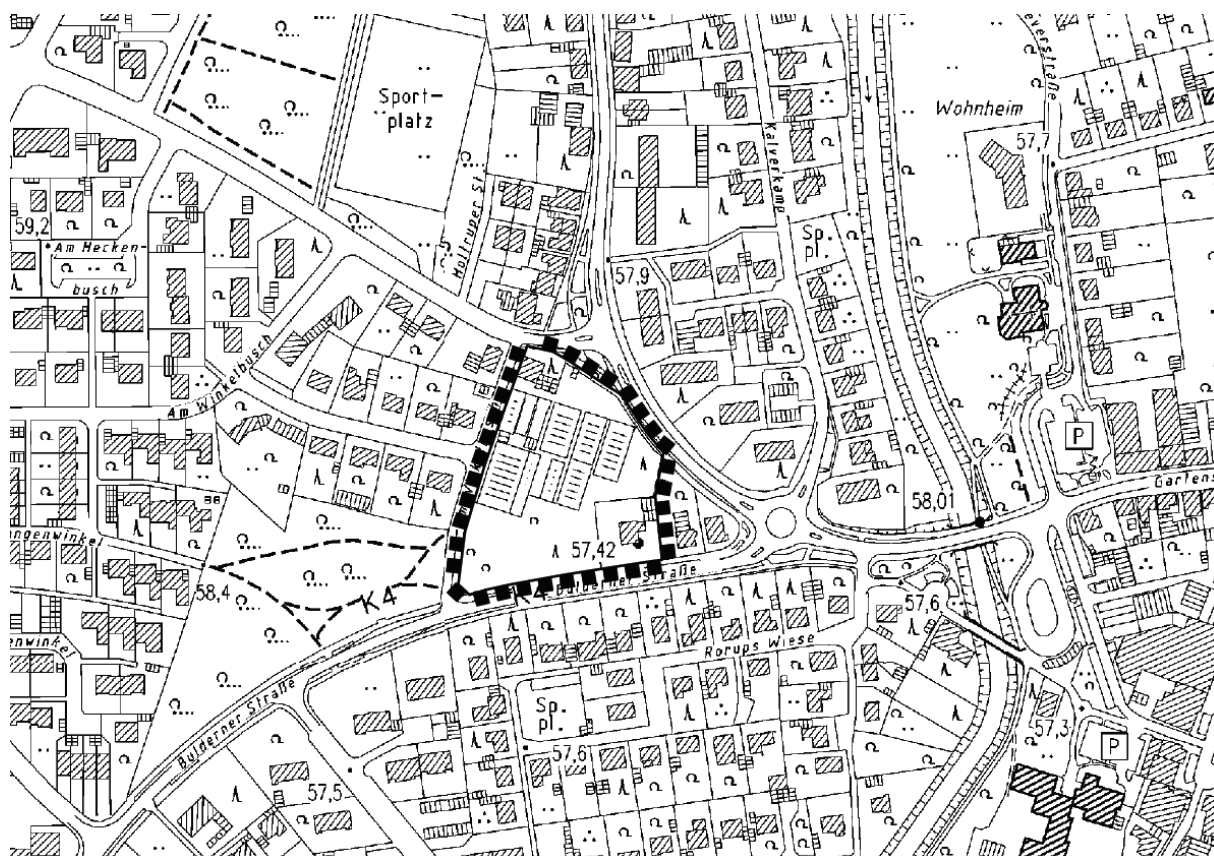 Sport-
platz
Wohnheim
57,7
Kalverkamp
Holtruper St
59,2
Am Hecken-
busch
Sp.
pl.
57,9
Am Winkelbusch
P
58,01
Gartens
57,42
58,4
K4
K4
Bulderner Straße
57,6
Rorups Wiese
Bulderner Straße
Sp.
pl.
57,6
57,3
P
57,5